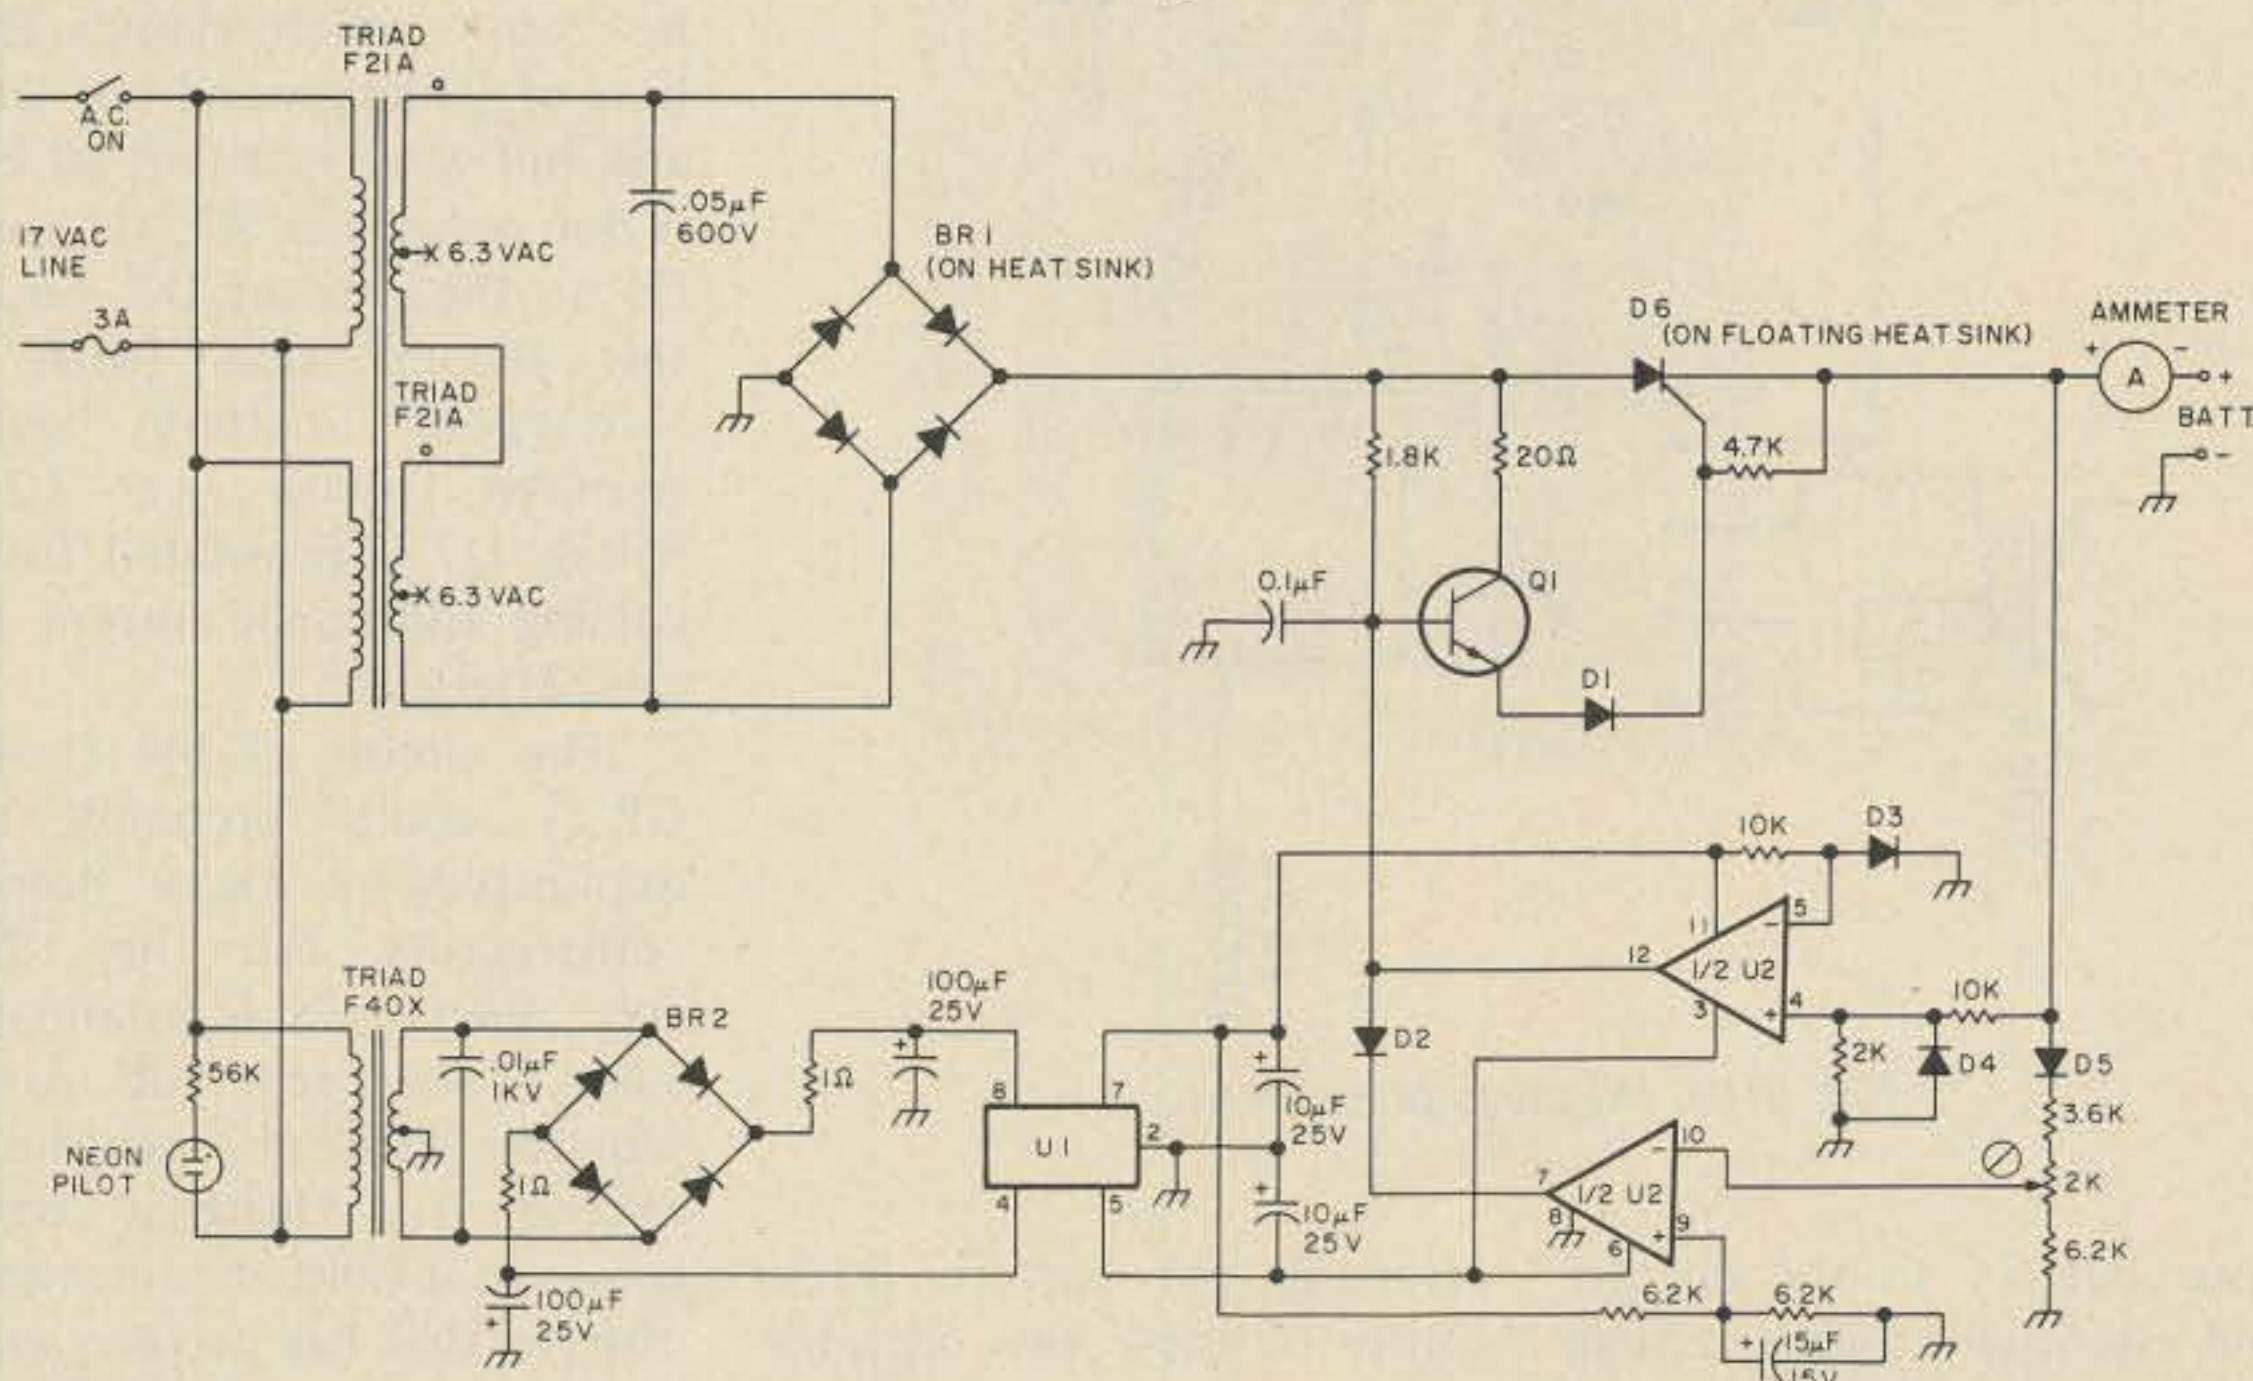 TRIAD
F21A
A.C.
ON
17 VAC
LINE
3A
X 6.3 VAC
TRIAD
F21A
X 6.3 VAC
.05µF
600V
BR1
(ON HEAT SINK)
D6
(ON FLOATING HEAT SINK)
AMMETER
+ -
A
+
BATT
-
1.8K
20Ω
4.7K
0.1µF
Q1
D1
10K
D3
5
-
11
12
1/2 U2
3
+
4
10K
2K
D4
D5
3.6K
2K
6.2K
D2
TRIAD
F40X
56K
NEON
PILOT
.01µF
1KV
BR2
1Ω
1Ω
100µF
25V
+
100µF
25V
+
8
7
U1
2
4
5
+
10µF
25V
+
10µF
25V
10
-
7
1/2 U2
8
9
+
6
6.2K
6.2K
+
15µF
15V